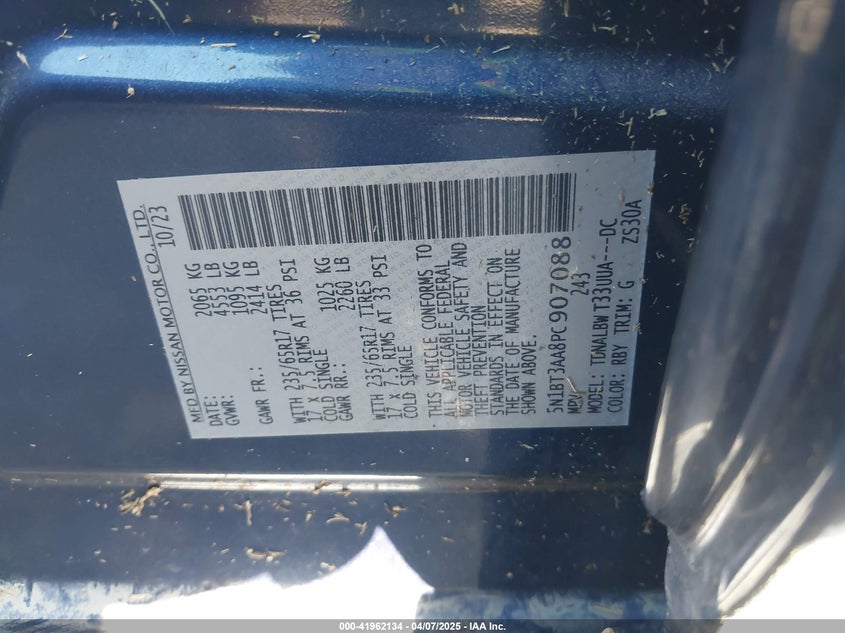 MFD BY NISSAN MOTOR CO., LTD.
DATE: 10/23
GVWR: 2065 KG
4553 LB
GAWR FR.: 1095 KG
2414 LB
WITH 235/65R17 TIRES
17 X 7.5 RIMS AT 36 PSI
COLD SINGLE
GAWR RR.: 1025 KG
2260 LB
WITH 235/65R17 TIRES
17 X 7.5 RIMS AT 33 PSI
COLD SINGLE
THIS VEHICLE CONFORMS TO
ALL APPLICABLE FEDERAL
MOTOR VEHICLE SAFETY AND
THEFT PREVENTION
STANDARDS IN EFFECT ON
THE DATE OF MANUFACTURE
SHOWN ABOVE.
5N1BT3AA8PC907088
MPV 243
MODEL: TDNALBW T33UUA---DC
COLOR: RBY TRIM: G ZS30A
000-41962134 - 04/07/2025 - IAA Inc.